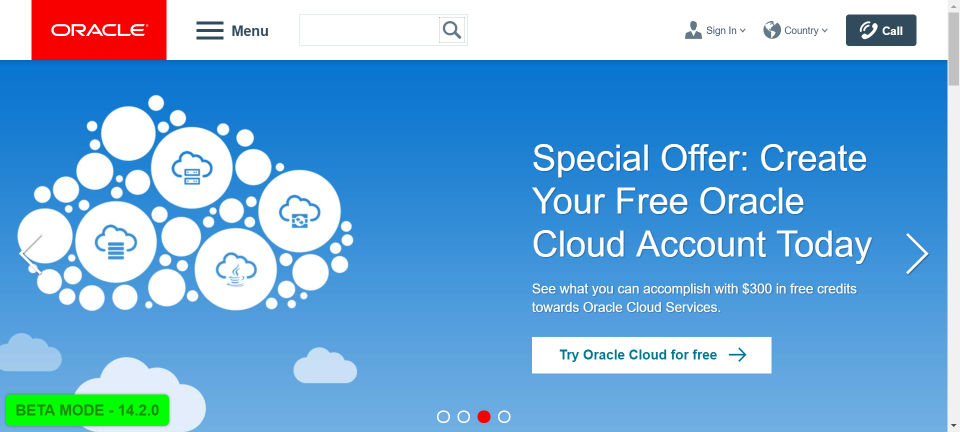 ORACLE
Menu
Sign In
Country
Call
Special Offer: Create
Your Free Oracle
Cloud Account Today
See what you can accomplish with $300 in free credits
towards Oracle Cloud Services.
Try Oracle Cloud for free
BETA MODE - 14.2.0